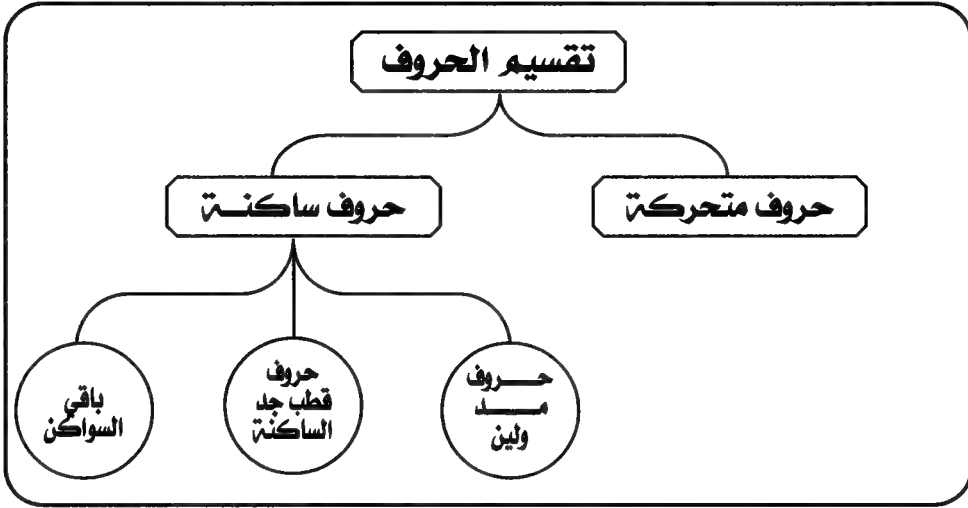 تقسيم الحروف
حروف متحركة
حروف ساكنة
حروف
مد
ولين
حروف
قطب جد
الساكنة
باقي
السواكن